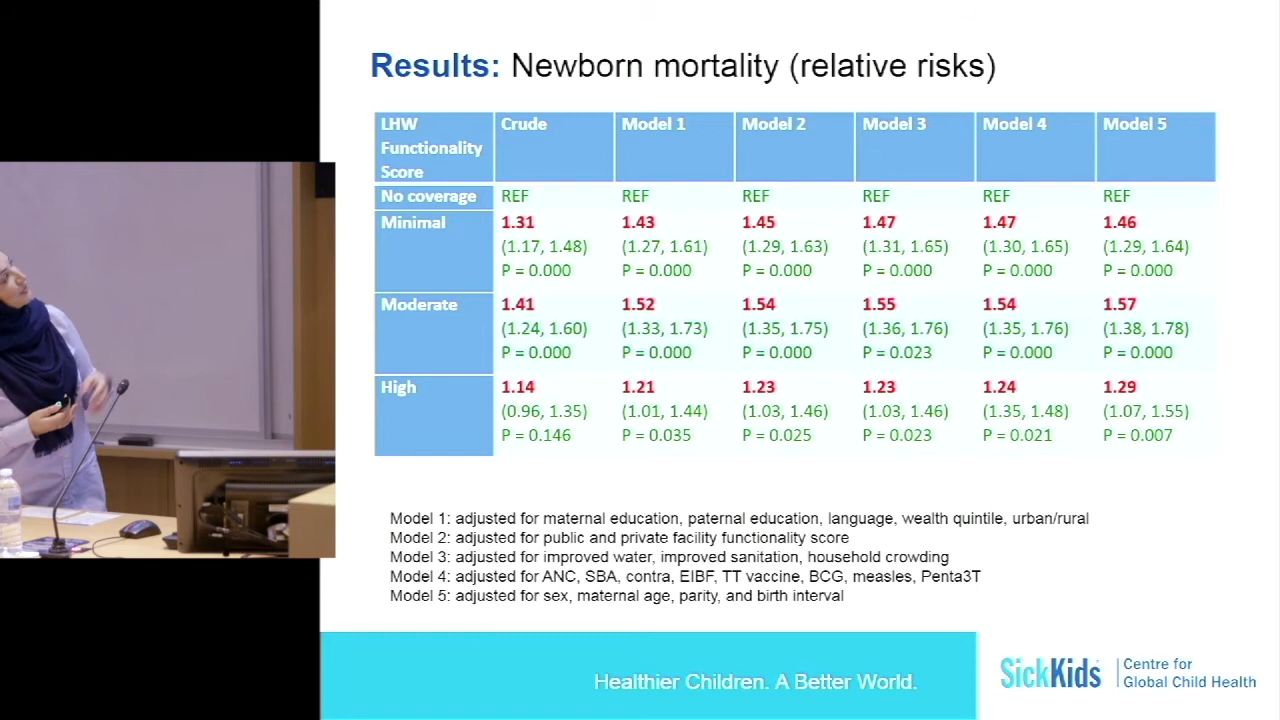 Results: Newborn mortality (relative risks)
LHW Functionality Score Crude Model 1 Model 2 Model 3 Model 4 Model 5
No coverage REF REF REF REF REF REF
Minimal 1.31 1.43 1.45 1.47 1.47 1.46
(1.17, 1.48) (1.27, 1.61) (1.29, 1.63) (1.31, 1.65) (1.30, 1.65) (1.29, 1.64)
P = 0.000 P = 0.000 P = 0.000 P = 0.000 P = 0.000 P = 0.000
Moderate 1.41 1.52 1.54 1.55 1.54 1.57
(1.24, 1.60) (1.33, 1.73) (1.35, 1.75) (1.36, 1.76) (1.35, 1.76) (1.38, 1.78)
P = 0.000 P = 0.000 P = 0.000 P = 0.023 P = 0.000 P = 0.000
High 1.14 1.21 1.23 1.23 1.24 1.29
(0.96, 1.35) (1.01, 1.44) (1.03, 1.46) (1.03, 1.46) (1.35, 1.48) (1.07, 1.55)
P = 0.146 P = 0.035 P = 0.025 P = 0.023 P = 0.021 P = 0.007
Model 1: adjusted for maternal education, paternal education, language, wealth quintile, urban/rural
Model 2: adjusted for public and private facility functionality score
Model 3: adjusted for improved water, improved sanitation, household crowding
Model 4: adjusted for ANC, SBA, contra, EIBF, TT vaccine, BCG, measles, Penta3T
Model 5: adjusted for sex, maternal age, parity, and birth interval
Healthier Children. A Better World.
SickKids
Centre for
Global Child Health